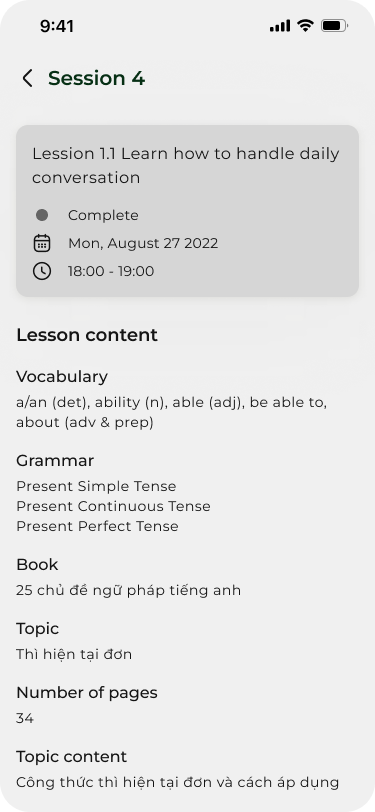 9:41
Session 4
Lession 1.1 Learn how to handle daily
conversation
Complete
Mon, August 27 2022
18:00 - 19:00
Lesson content
Vocabulary
a/an (det), ability (n), able (adj), be able to,
about (adv & prep)
Grammar
Present Simple Tense
Present Continuous Tense
Present Perfect Tense
Book
25 chủ đề ngữ pháp tiếng anh
Topic
Thì hiện tại đơn
Number of pages
34
Topic content
Công thức thì hiện tại đơn và cách áp dụng